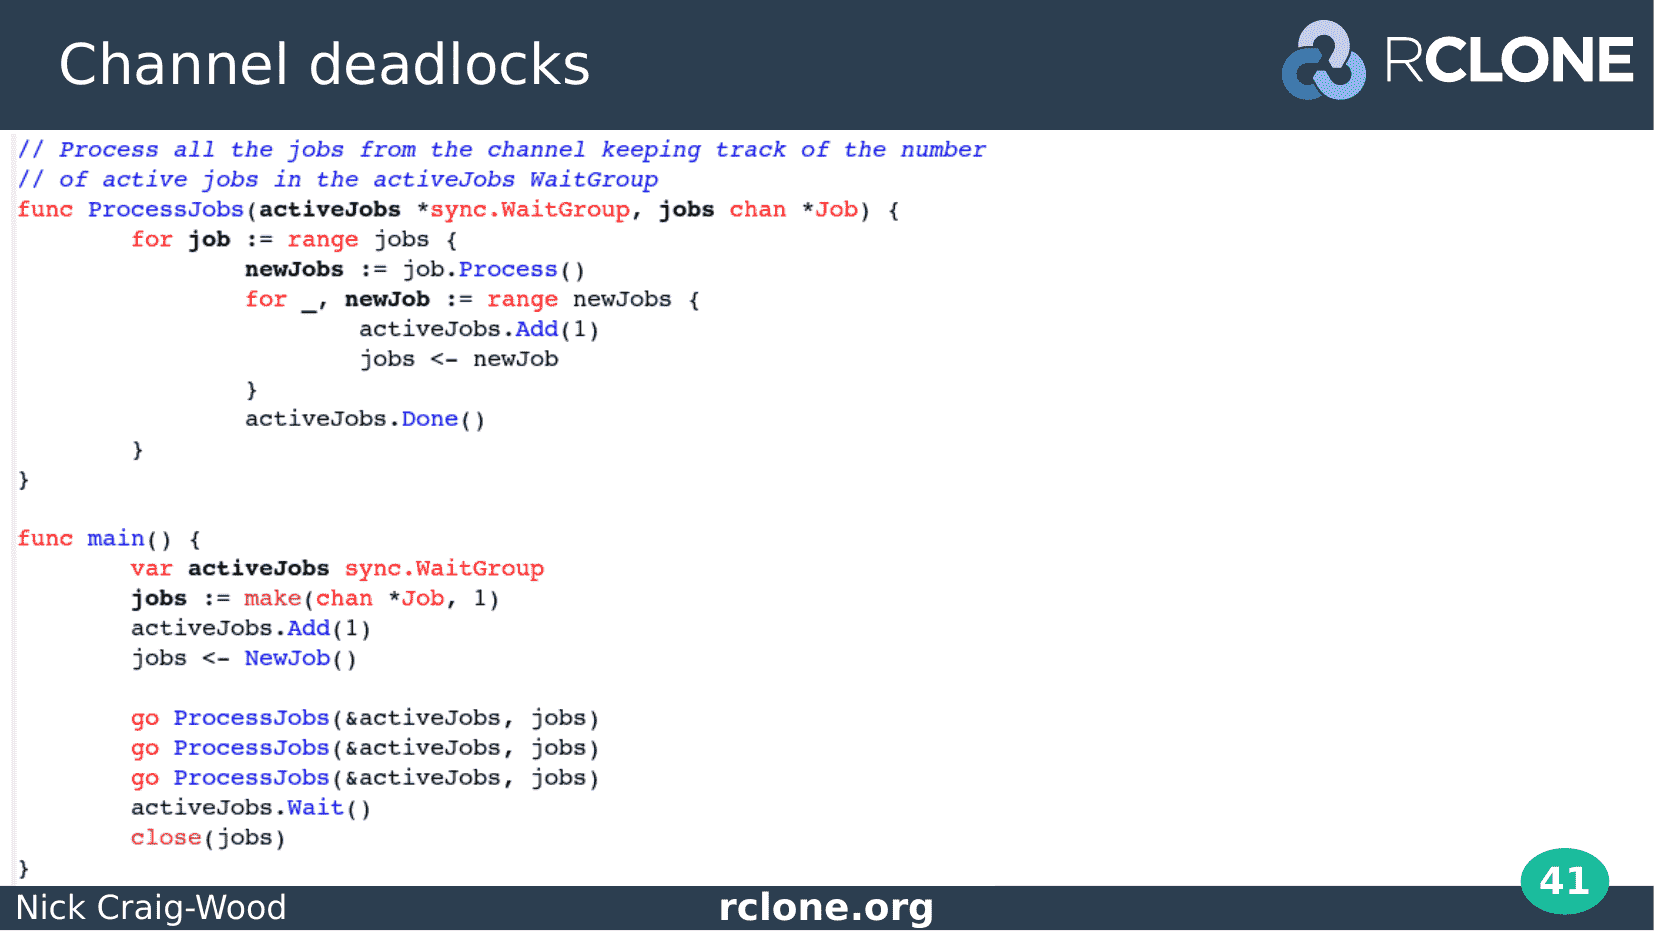 Channel deadlocks
RCLONE
// Process all the jobs from the channel keeping track of the number
// of active jobs in the activeJobs WaitGroup
func ProcessJobs(activeJobs *sync.WaitGroup, jobs chan *Job) {
        for job := range jobs {
                newJobs := job.Process()
                for _, newJob := range newJobs {
                        activeJobs.Add(1)
                        jobs <- newJob
                }
                activeJobs.Done()
        }
}

func main() {
        var activeJobs sync.WaitGroup
        jobs := make(chan *Job, 1)
        activeJobs.Add(1)
        jobs <- NewJob()

        go ProcessJobs(&activeJobs, jobs)
        go ProcessJobs(&activeJobs, jobs)
        go ProcessJobs(&activeJobs, jobs)
        activeJobs.Wait()
        close(jobs)
}
41
Nick Craig-Wood
rclone.org